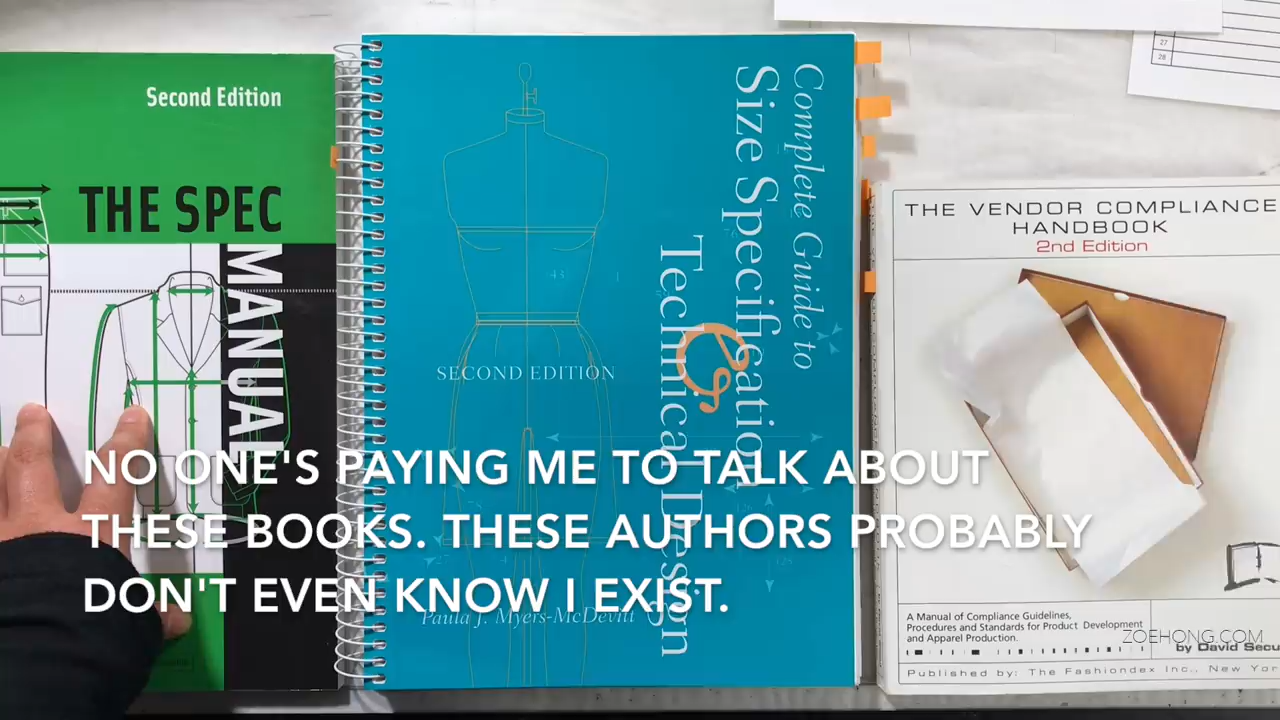 27
28
Second Edition
THE SPEC
MANUAL
Complete Guide to
Size Specification
&
Technical Design
SECOND EDITION
Paula J. Myers-McDevitt
THE VENDOR COMPLIANCE
HANDBOOK
2nd Edition
A Manual of Compliance Guidelines,
Procedures and Standards for Product Development
and Apparel Production.
by David Secu
Published by: The Fashiondex Inc., New Yor
NO ONE'S PAYING ME TO TALK ABOUT
THESE BOOKS. THESE AUTHORS PROBABLY
DON'T EVEN KNOW I EXIST.
ZOEHONG.COM